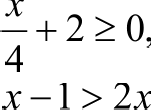 x/4 + 2 ≥ 0,
x − 1 > 2x